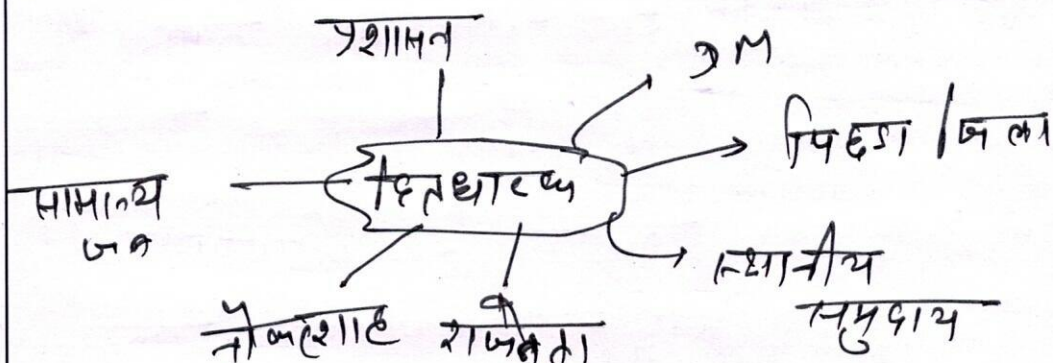 प्रशासन
DM
पिछडा जिला
हितधारक
सामान्य
जन
स्थानीय
समुदाय
नौकरशाह
राजनेता